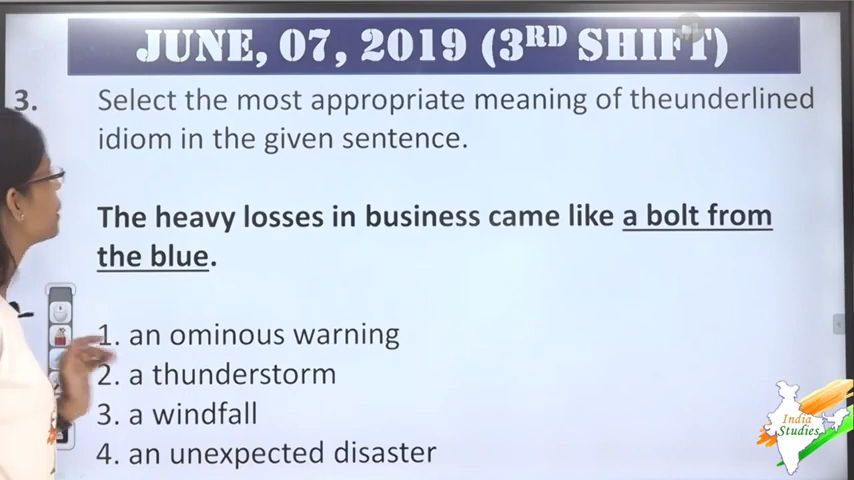 JUNE, 07, 2019 (3RD SHIFT)
3. Select the most appropriate meaning of theunderlined
idiom in the given sentence.
The heavy losses in business came like a bolt from
the blue.
1. an ominous warning
2. a thunderstorm
3. a windfall
4. an unexpected disaster
India
Studies